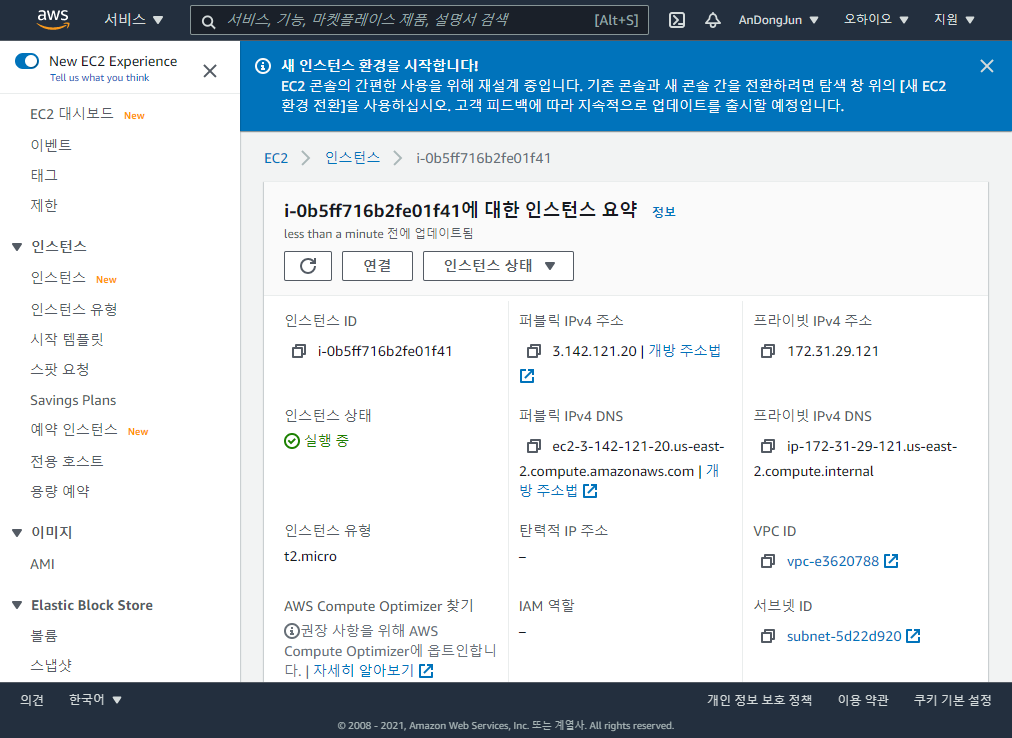 aws
서비스
서비스, 기능, 마켓플레이스 제품, 설명서 검색
[Alt+S]
AnDongJun
오하이오
지원
New EC2 Experience
Tell us what you think
EC2 대시보드 New
이벤트
태그
제한
인스턴스
인스턴스 New
인스턴스 유형
시작 템플릿
스팟 요청
Savings Plans
예약 인스턴스 New
전용 호스트
용량 예약
이미지
AMI
Elastic Block Store
볼륨
스냅샷
새 인스턴스 환경을 시작합니다!
EC2 콘솔의 간편한 사용을 위해 재설계 중입니다. 기존 콘솔과 새 콘솔 간을 전환하려면 탐색 창 위의 [새 EC2
환경 전환]을 사용하십시오. 고객 피드백에 따라 지속적으로 업데이트를 출시할 예정입니다.
EC2 > 인스턴스 > i-0b5ff716b2fe01f41
i-0b5ff716b2fe01f41에 대한 인스턴스 요약 정보
less than a minute 전에 업데이트됨
연결
인스턴스 상태
인스턴스 ID
i-0b5ff716b2fe01f41
퍼블릭 IPv4 주소
3.142.121.20 | 개방 주소법
프라이빗 IPv4 주소
172.31.29.121
인스턴스 상태
실행 중
퍼블릭 IPv4 DNS
ec2-3-142-121-20.us-east-
2.compute.amazonaws.com | 개
방 주소법
프라이빗 IPv4 DNS
ip-172-31-29-121.us-east-
2.compute.internal
인스턴스 유형
t2.micro
탄력적 IP 주소
–
VPC ID
vpc-e3620788
AWS Compute Optimizer 찾기
권장 사항을 위해 AWS
Compute Optimizer에 옵트인합니
다. | 자세히 알아보기
IAM 역할
–
서브넷 ID
subnet-5d22d920
의견
한국어
개인 정보 보호 정책
이용 약관
쿠키 기본 설정
© 2008 - 2021, Amazon Web Services, Inc. 또는 계열사. All rights reserved.